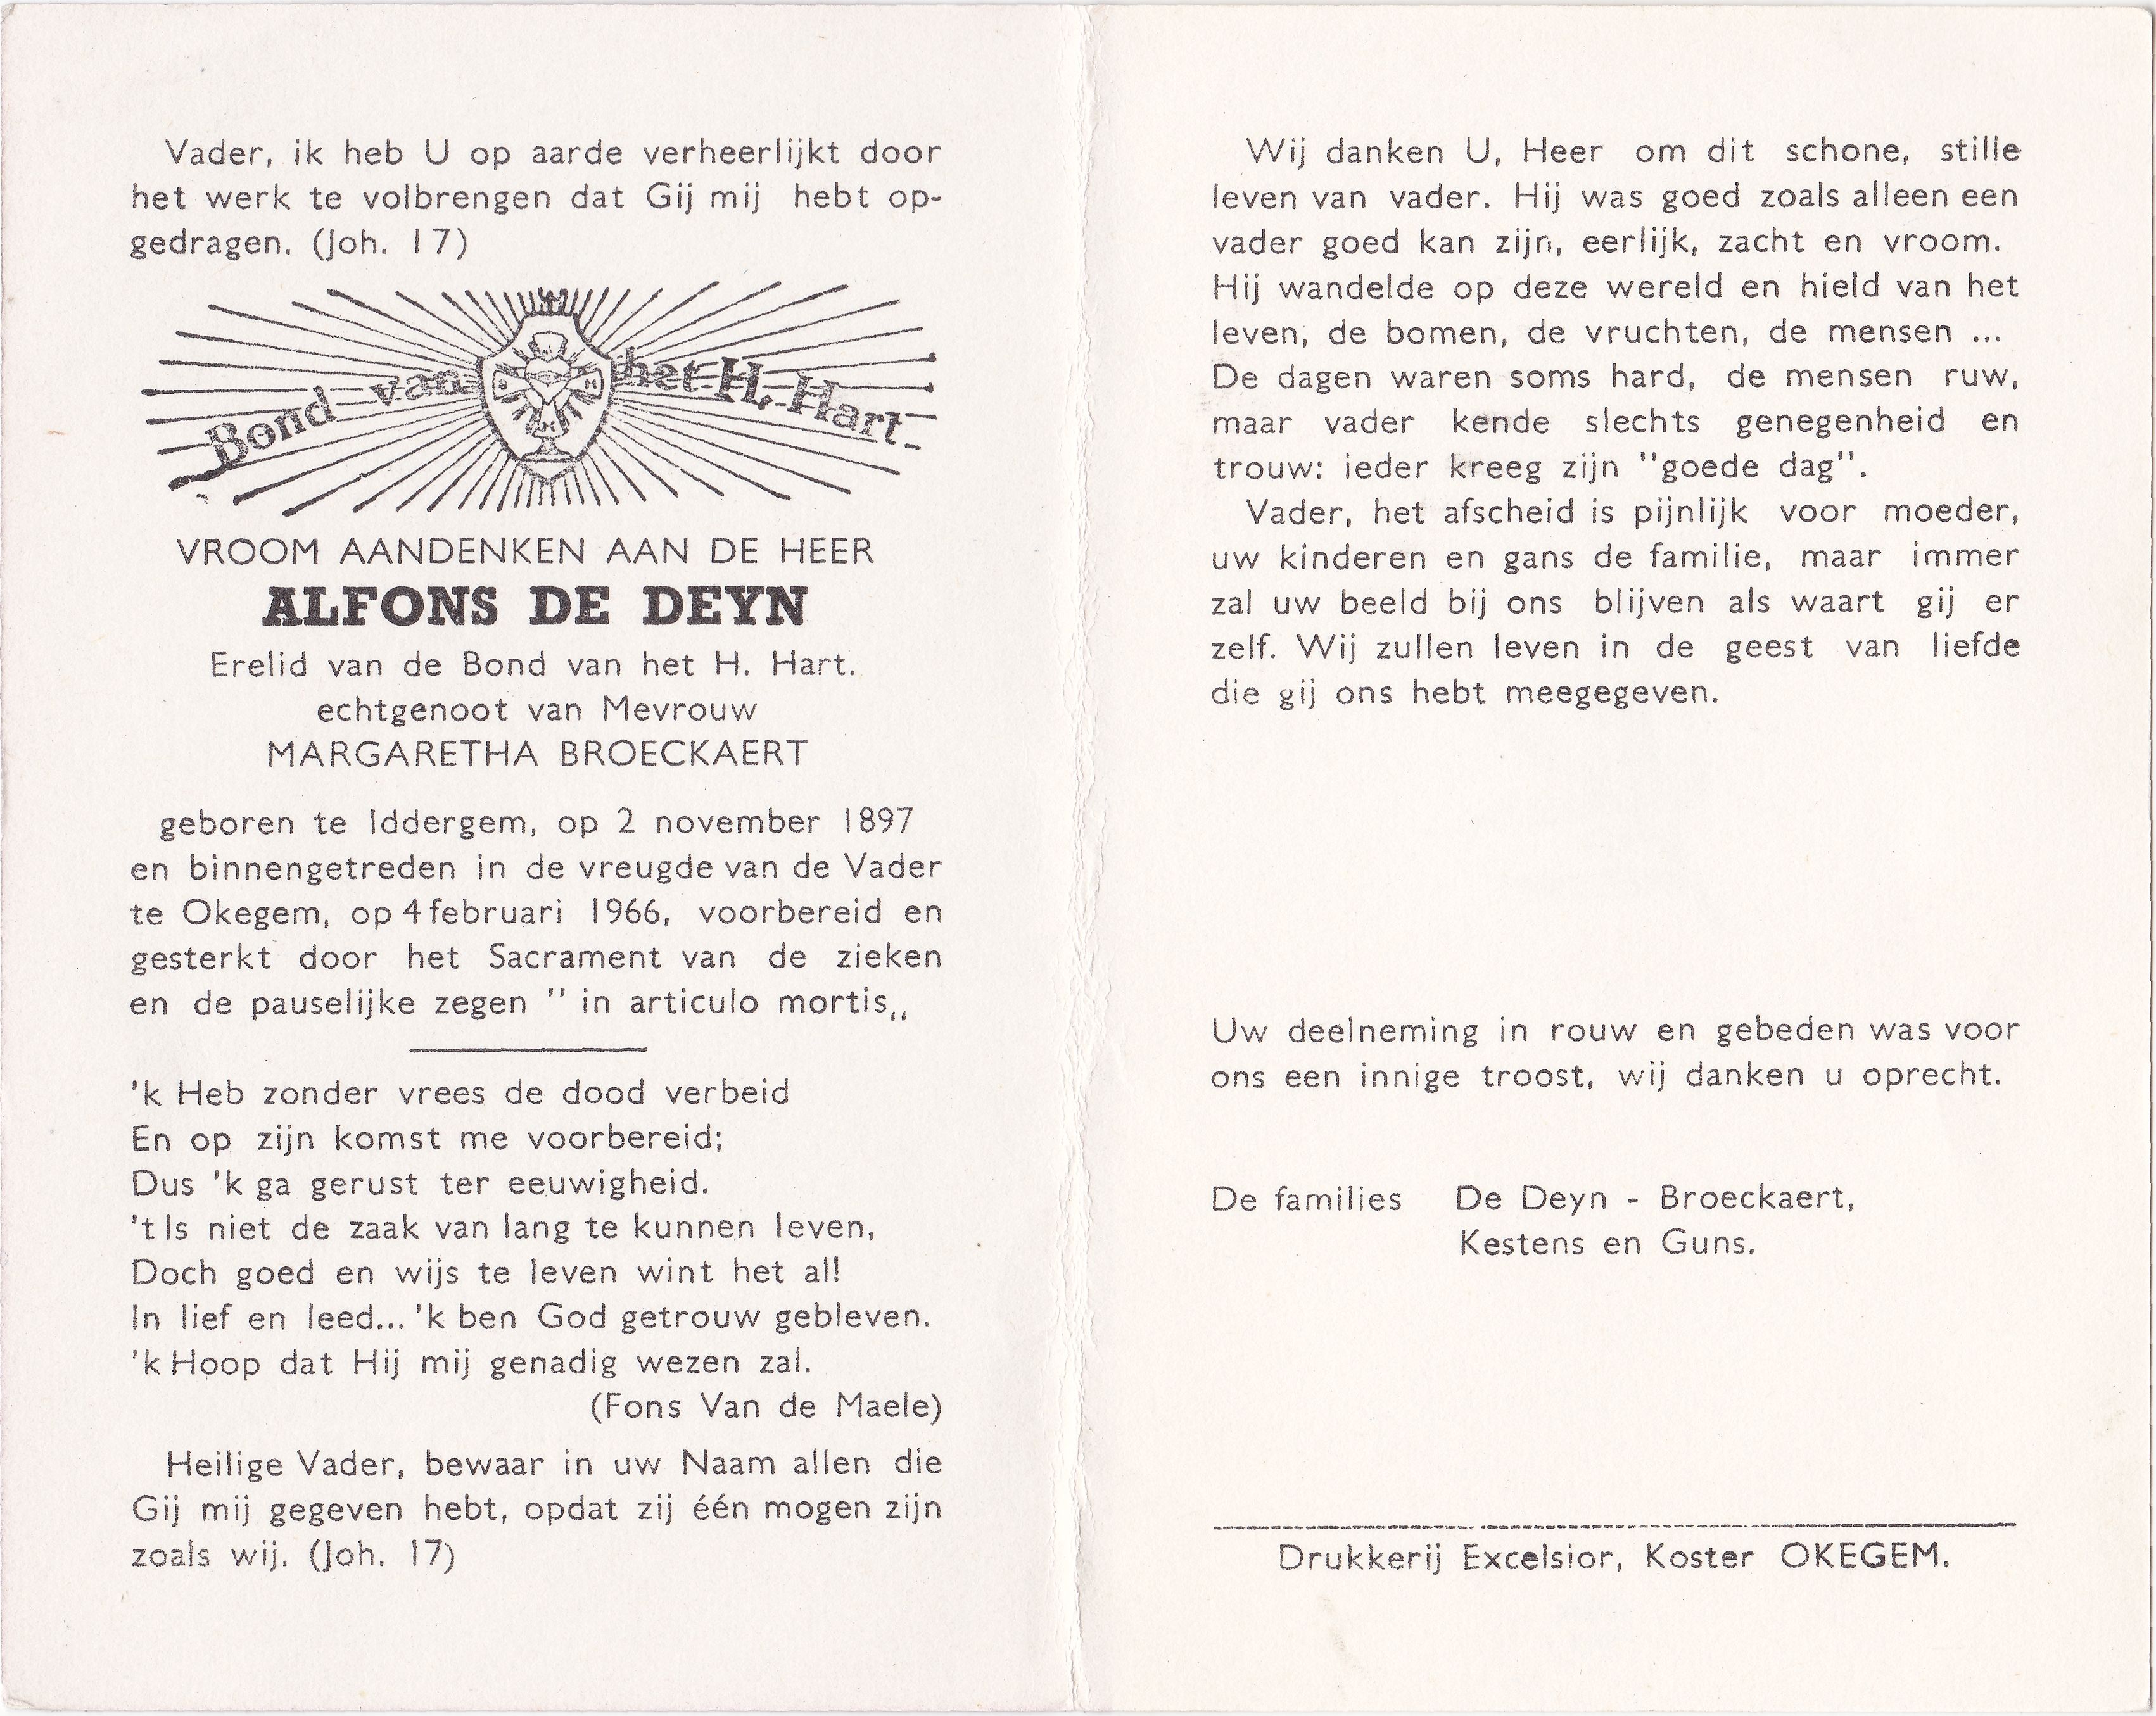 Vader, ik heb U op aarde verheerlijkt door
het werk te volbrengen dat Gij mij hebt op-
gedragen. (Joh. 17)
Bond van het H. Hart
VROOM AANDENKEN AAN DE HEER
ALFONS DE DEYN
Erelid van de Bond van het H. Hart.
echtgenoot van Mevrouw
MARGARETHA BROECKAERT
geboren te Iddergem, op 2 november 1897
en binnengetreden in de vreugde van de Vader
te Okegem, op 4 februari 1966, voorbereid en
gesterkt door het Sacrament van de zieken
en de pauselijke zegen " in articulo mortis,,
'k Heb zonder vrees de dood verbeid
En op zijn komst me voorbereid;
Dus 'k ga gerust ter eeuwigheid.
't Is niet de zaak van lang te kunnen leven,
Doch goed en wijs te leven wint het al!
In lief en leed... 'k ben God getrouw gebleven.
'k Hoop dat Hij mij genadig wezen zal.
(Fons Van de Maele)
Heilige Vader, bewaar in uw Naam allen die
Gij mij gegeven hebt, opdat zij één mogen zijn
zoals wij. (Joh. 17)
Wij danken U, Heer om dit schone, stille
leven van vader. Hij was goed zoals alleen een
vader goed kan zijn, eerlijk, zacht en vroom.
Hij wandelde op deze wereld en hield van het
leven, de bomen, de vruchten, de mensen ...
De dagen waren soms hard, de mensen ruw,
maar vader kende slechts genegenheid en
trouw: ieder kreeg zijn "goede dag".
Vader, het afscheid is pijnlijk voor moeder,
uw kinderen en gans de familie, maar immer
zal uw beeld bij ons blijven als waart gij er
zelf. Wij zullen leven in de geest van liefde
die gij ons hebt meegegeven.
Uw deelneming in rouw en gebeden was voor
ons een innige troost, wij danken u oprecht.
De families De Deyn - Broeckaert,
Kestens en Guns.
Drukkerij Excelsior, Koster OKEGEM.